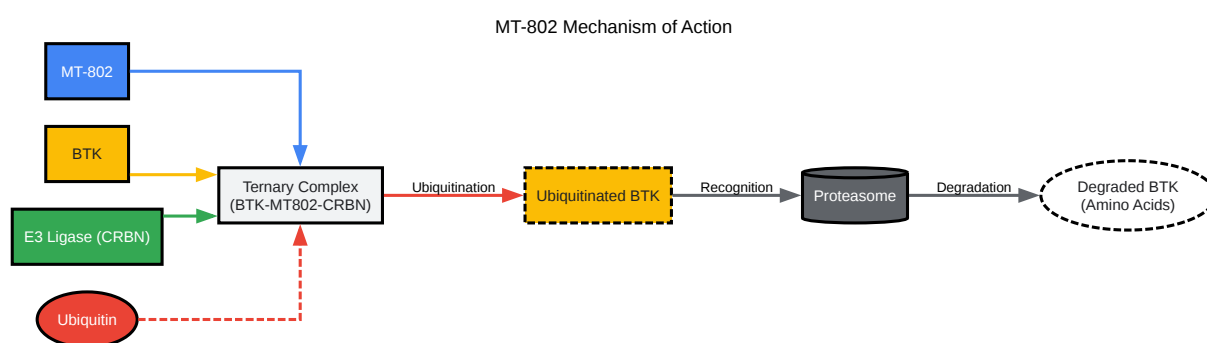 MT-802 Mechanism of Action
MT-802
BTK
E3 Ligase (CRBN)
Ubiquitin
Ternary Complex
(BTK-MT802-CRBN)
Ubiquitination
Ubiquitinated BTK
Recognition
Proteasome
Degradation
Degraded BTK
(Amino Acids)